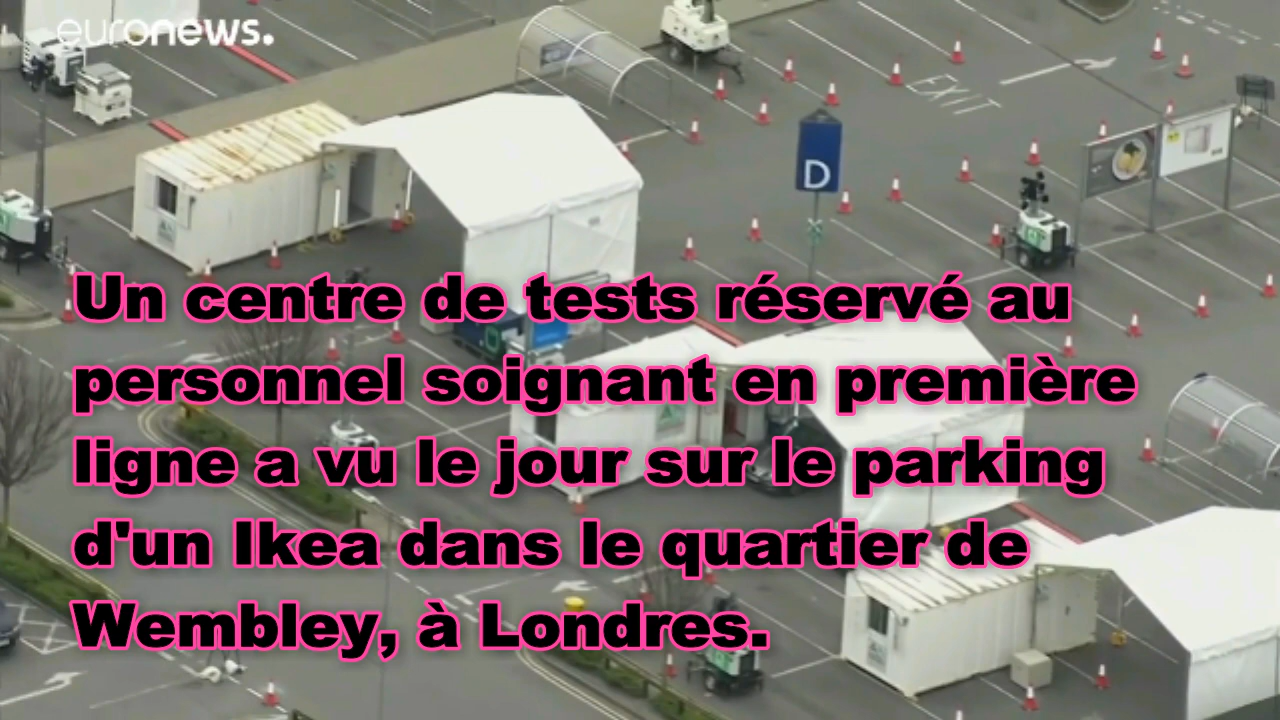 euronews.
EXIT
D
Un centre de tests réservé au
personnel soignant en première
ligne a vu le jour sur le parking
d'un Ikea dans le quartier de
Wembley, à Londres.